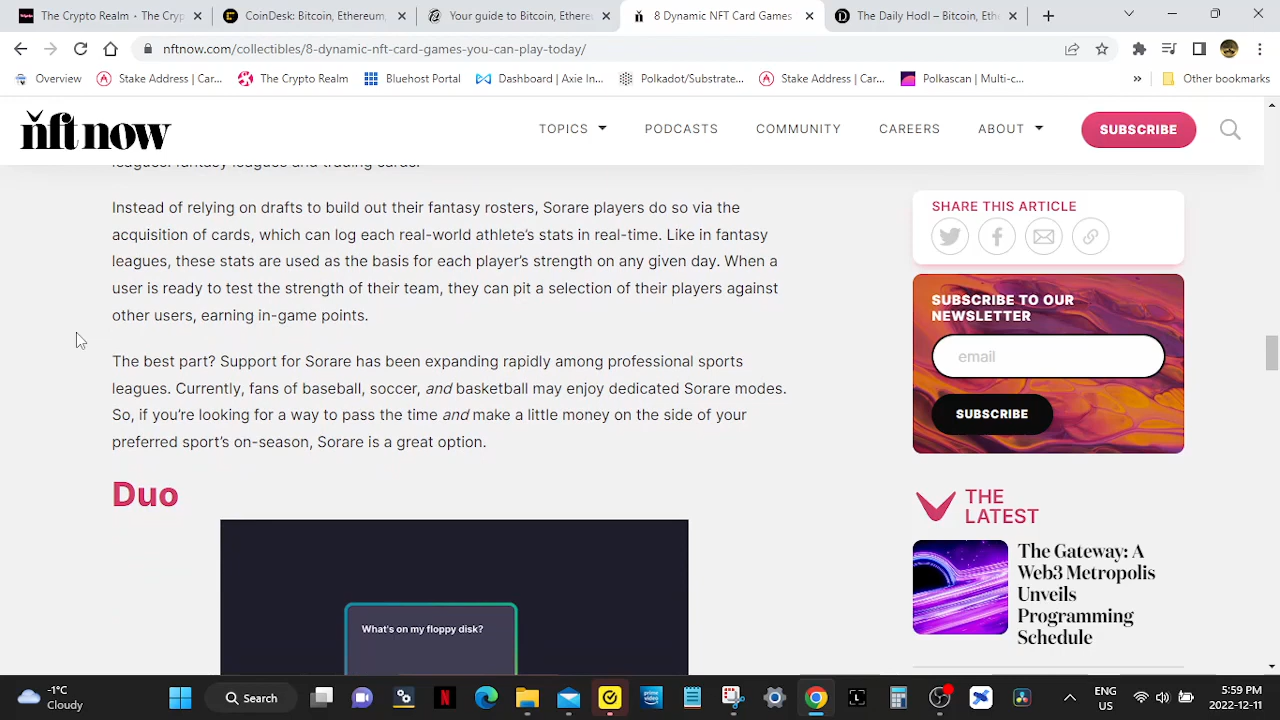 The Crypto Realm - The Cryp
CoinDesk: Bitcoin, Ethereum,
Your guide to Bitcoin, Etheres
8 Dynamic NFT Card Games
The Daily Hodl – Bitcoin, Eth
nftnow.com/collectibles/8-dynamic-nft-card-games-you-can-play-today/
Overview
Stake Address | Car...
The Crypto Realm
Bluehost Portal
Dashboard | Axie In...
Polkadot/Substrate...
Stake Address | Car...
Polkascan | Multi-c...
»
Other bookmarks
nft now
TOPICS
PODCASTS
COMMUNITY
CAREERS
ABOUT
SUBSCRIBE
leagues: fantasy leagues and trading cards.
Instead of relying on drafts to build out their fantasy rosters, Sorare players do so via the
acquisition of cards, which can log each real-world athlete's stats in real-time. Like in fantasy
leagues, these stats are used as the basis for each player's strength on any given day. When a
user is ready to test the strength of their team, they can pit a selection of their players against
other users, earning in-game points.
The best part? Support for Sorare has been expanding rapidly among professional sports
leagues. Currently, fans of baseball, soccer, and basketball may enjoy dedicated Sorare modes.
So, if you're looking for a way to pass the time and make a little money on the side of your
preferred sport's on-season, Sorare is a great option.
Duo
What's on my floppy disk?
SHARE THIS ARTICLE
SUBSCRIBE TO OUR
NEWSLETTER
email
SUBSCRIBE
THE
LATEST
The Gateway: A
Web3 Metropolis
Unveils
Programming
Schedule
-1°C
Cloudy
Search
ENG
US
5:59 PM
2022-12-11